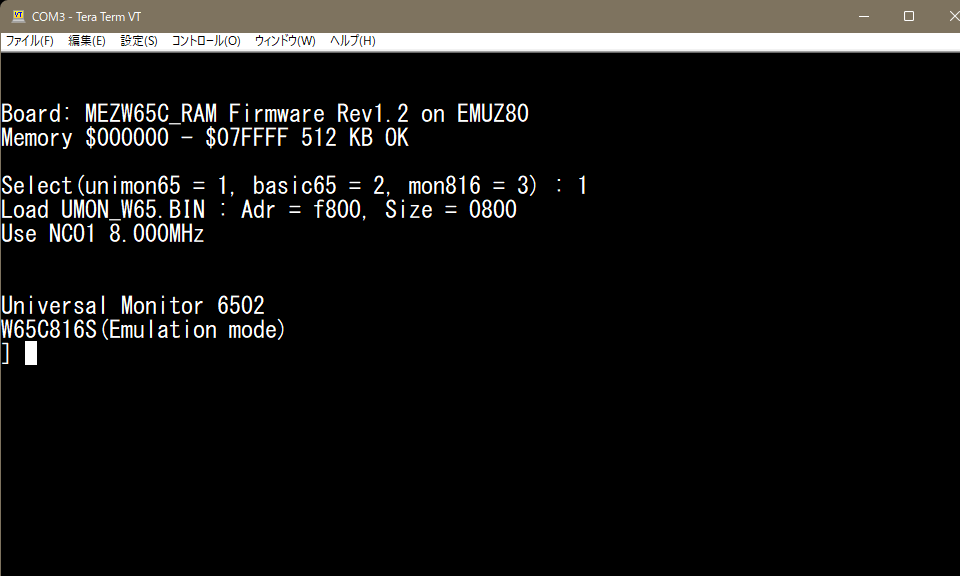 COM3 - Tera Term VT
ファイル(F) 編集(E) 設定(S) コントロール(O) ウィンドウ(W) ヘルプ(H)
Board: MEZW65C_RAM Firmware Rev1.2 on EMUZ80
Memory $000000 - $07FFFF 512 KB OK
Select(unimon65 = 1, basic65 = 2, mon816 = 3) : 1
Load UMON_W65.BIN : Adr = f800, Size = 0800
Use NCO1 8.000MHz
Universal Monitor 6502
W65C816S(Emulation mode)
]